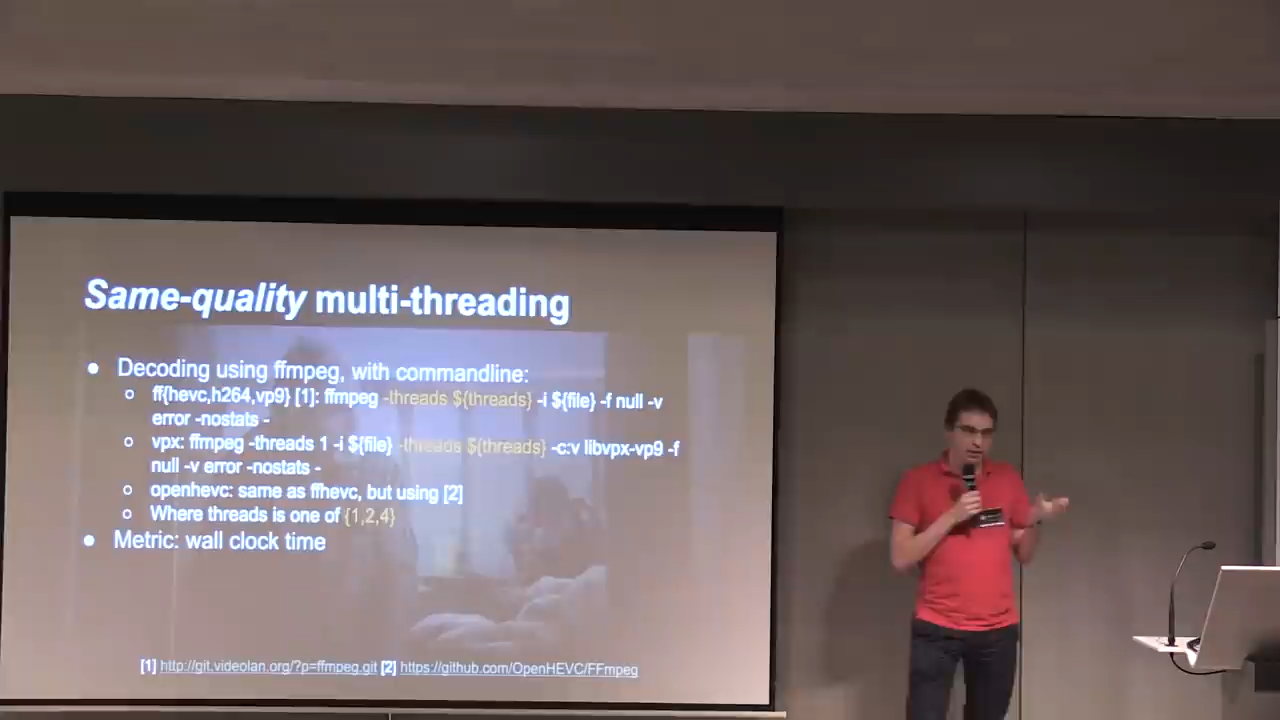 Same-quality multi-threading
● Decoding using ffmpeg, with commandline:
○ ff{hevc,h264,vp9} [1]: ffmpeg -threads ${threads} -i ${file} -f null -v
error -nostats -
○ vpx: ffmpeg -threads 1 -i ${file} -threads ${threads} -c:v libvpx-vp9 -f
null -v error -nostats -
○ openhevc: same as ffhevc, but using [2]
○ Where threads is one of {1,2,4}
● Metric: wall clock time
[1] http://git.videolan.org/?p=ffmpeg.git [2] https://github.com/OpenHEVC/FFmpeg